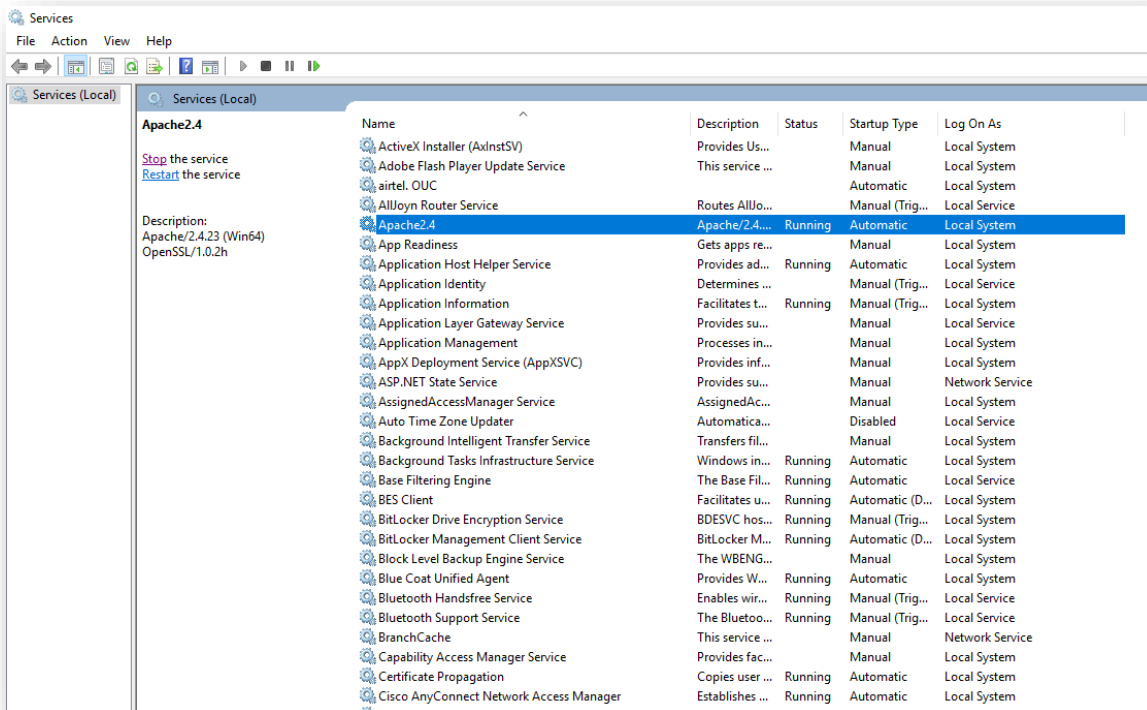 Services
File Action View Help
Services (Local)
Services (Local)
Apache2.4
Stop the service
Restart the service
Description:
Apache/2.4.23 (Win64)
OpenSSL/1.0.2h
Name Description Status Startup Type Log On As
ActiveX Installer (AxInstSV) Provides Us... Manual Local System
Adobe Flash Player Update Service This service ... Manual Local System
airtel. OUC Automatic Local System
AllJoyn Router Service Routes AllJo... Manual (Trig... Local Service
Apache2.4 Apache/2.4.... Running Automatic Local System
App Readiness Gets apps re... Manual Local System
Application Host Helper Service Provides ad... Running Automatic Local System
Application Identity Determines ... Manual (Trig... Local Service
Application Information Facilitates t... Running Manual (Trig... Local System
Application Layer Gateway Service Provides su... Manual Local Service
Application Management Processes in... Manual Local System
AppX Deployment Service (AppXSVC) Provides inf... Manual Local System
ASP.NET State Service Provides su... Manual Network Service
AssignedAccessManager Service AssignedAc... Manual Local System
Auto Time Zone Updater Automatica... Disabled Local Service
Background Intelligent Transfer Service Transfers fil... Manual Local System
Background Tasks Infrastructure Service Windows in... Running Automatic Local System
Base Filtering Engine The Base Fil... Running Automatic Local Service
BES Client Facilitates u... Running Automatic (D... Local System
BitLocker Drive Encryption Service BDESVC hos... Running Manual (Trig... Local System
BitLocker Management Client Service BitLocker M... Running Automatic (D... Local System
Block Level Backup Engine Service The WBENG... Manual Local System
Blue Coat Unified Agent Provides W... Running Automatic Local System
Bluetooth Handsfree Service Enables wir... Running Manual (Trig... Local Service
Bluetooth Support Service The Bluetoo... Running Manual (Trig... Local Service
BranchCache This service ... Manual Network Service
Capability Access Manager Service Provides fac... Manual Local System
Certificate Propagation Copies user ... Running Automatic Local System
Cisco AnyConnect Network Access Manager Establishes ... Running Automatic Local System